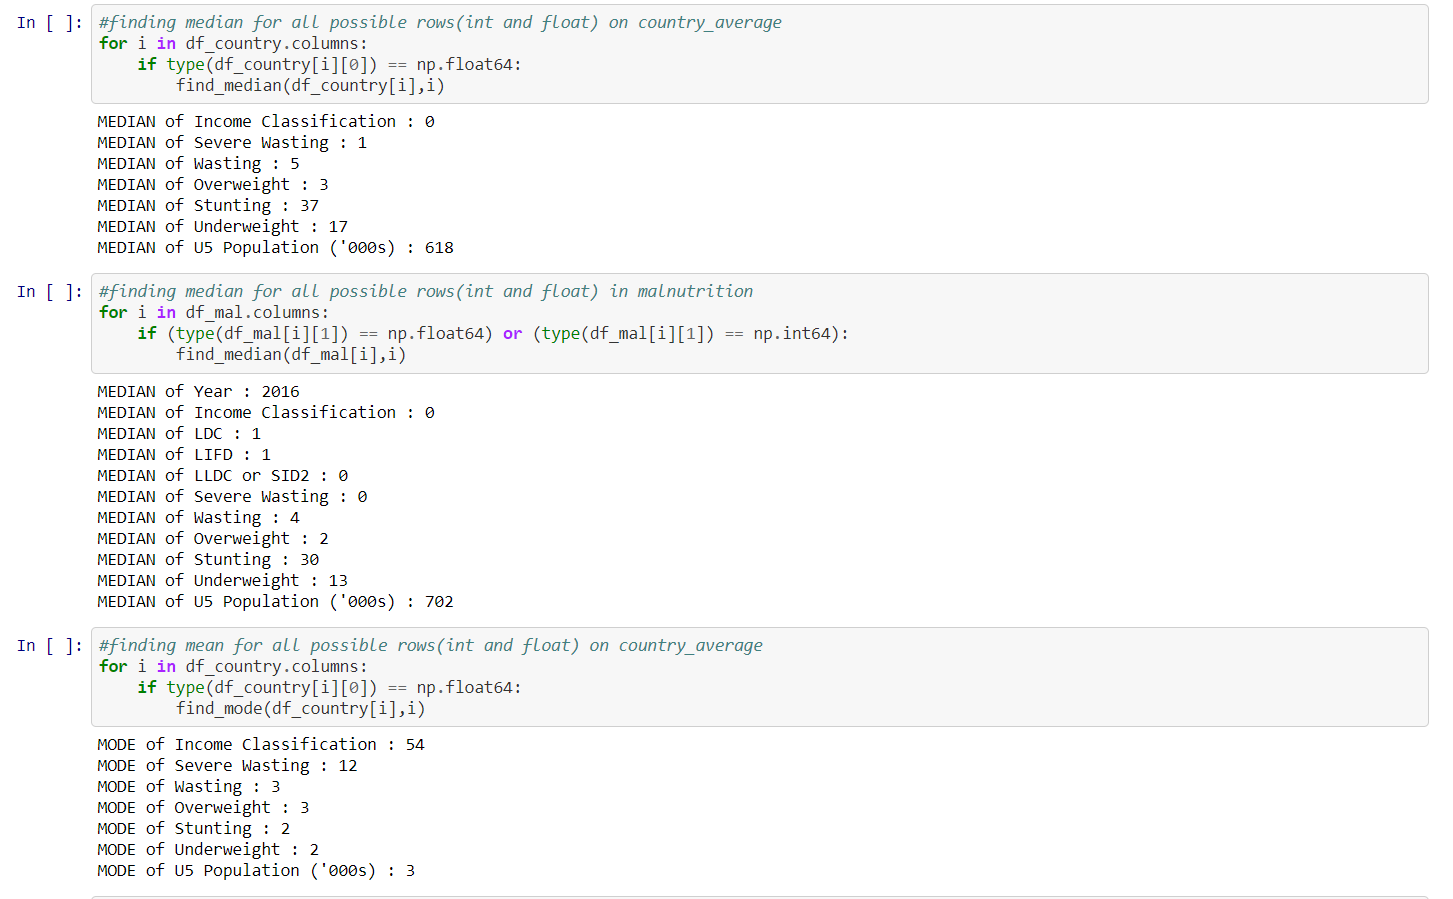 In [ ]: #finding median for all possible rows(int and float) on country_average
for i in df_country.columns:
    if type(df_country[i][0]) == np.float64:
        find_median(df_country[i],i)
MEDIAN of Income Classification : 0
MEDIAN of Severe Wasting : 1
MEDIAN of Wasting : 5
MEDIAN of Overweight : 3
MEDIAN of Stunting : 37
MEDIAN of Underweight : 17
MEDIAN of U5 Population ('000s) : 618
In [ ]: #finding median for all possible rows(int and float) in malnutrition
for i in df_mal.columns:
    if (type(df_mal[i][1]) == np.float64) or (type(df_mal[i][1]) == np.int64):
        find_median(df_mal[i],i)
MEDIAN of Year : 2016
MEDIAN of Income Classification : 0
MEDIAN of LDC : 1
MEDIAN of LIFD : 1
MEDIAN of LLDC or SID2 : 0
MEDIAN of Severe Wasting : 0
MEDIAN of Wasting : 4
MEDIAN of Overweight : 2
MEDIAN of Stunting : 30
MEDIAN of Underweight : 13
MEDIAN of U5 Population ('000s) : 702
In [ ]: #finding mean for all possible rows(int and float) on country_average
for i in df_country.columns:
    if type(df_country[i][0]) == np.float64:
        find_mode(df_country[i],i)
MODE of Income Classification : 54
MODE of Severe Wasting : 12
MODE of Wasting : 3
MODE of Overweight : 3
MODE of Stunting : 2
MODE of Underweight : 2
MODE of U5 Population ('000s) : 3